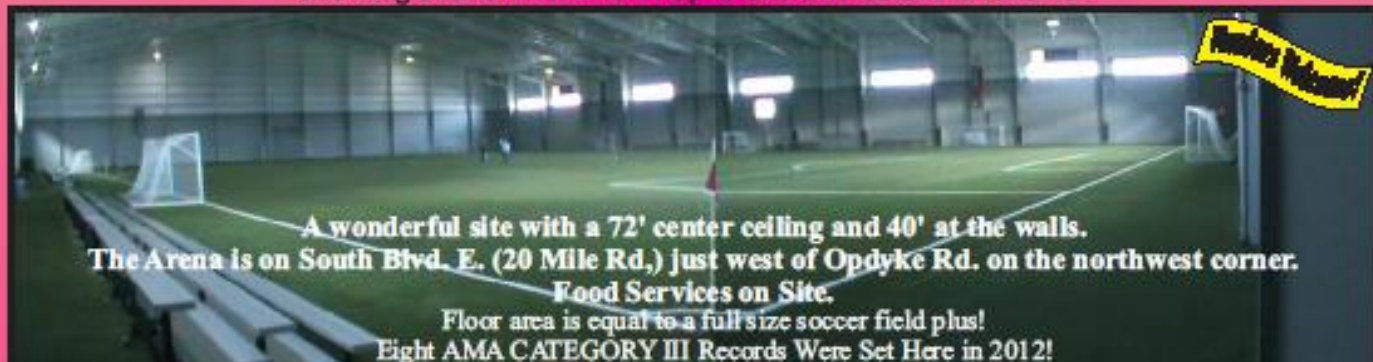 A wonderful site with a 72' center ceiling and 40' at the walls.
The Arena is on South Blvd. E. (20 Mile Rd,) just west of Opdyke Rd. on the northwest corner.
Food Services on Site.
Floor area is equal to a full size soccer field plus!
Eight AMA CATEGORY III Records Were Set Here in 2012!